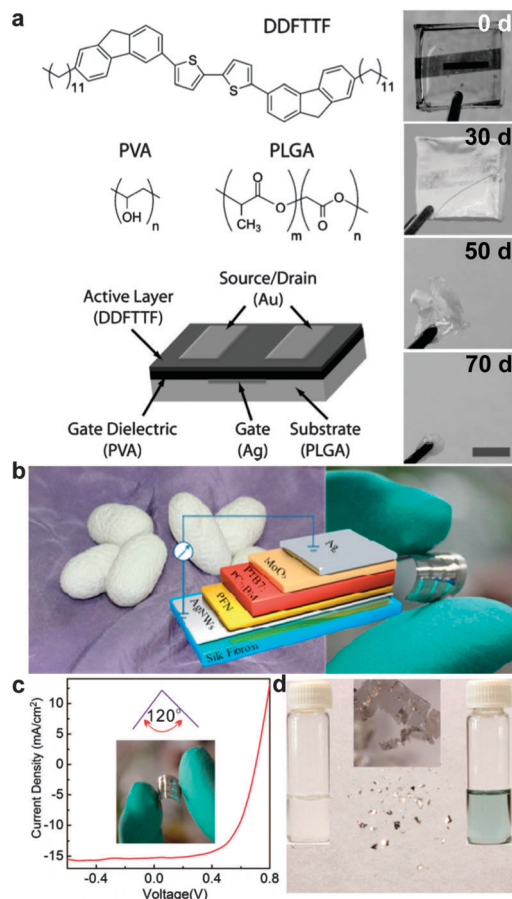 a
DDFTTF
0 d
11
11
PVA
PLGA
30 d
OH
n
O
O
CH3
m
O
O
n
50 d
Source/Drain
(Au)
Active Layer
(DDFTTF)
70 d
Gate Dielectric
(PVA)
Gate
(Ag)
Substrate
(PLGA)
b
Ag
MoO3
PTB7:
PC71BM
PFN
AgNWs
Silk Fibroin
c
d
10
5
0
-5
-10
-15
Current Density (mA/cm2)
120°
-0.4
0.0
0.4
0.8
Voltage(V)